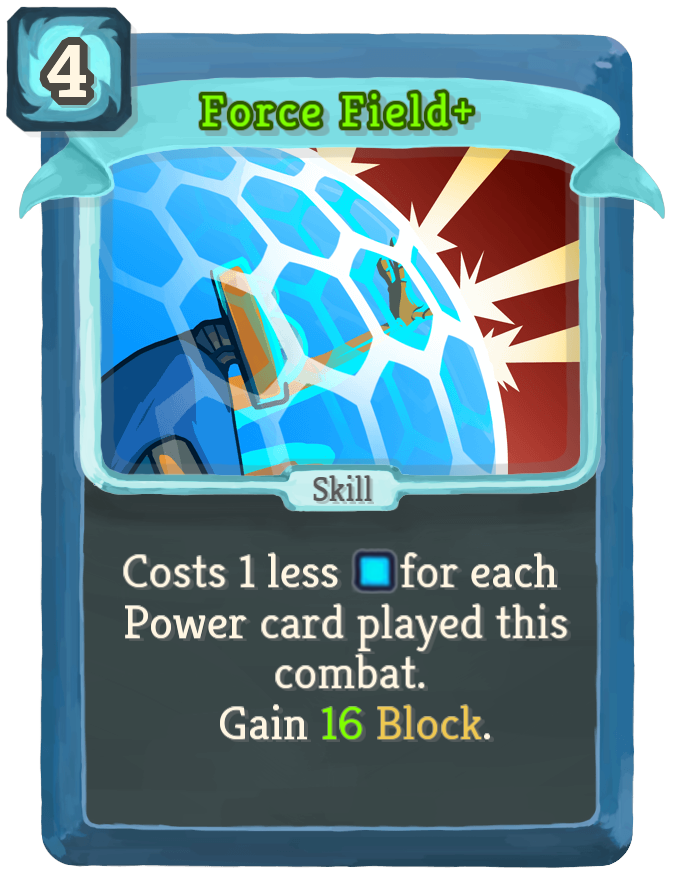 4
Force Field+
Skill
Costs 1 less for each
Power card played this
combat.
Gain 16 Block.